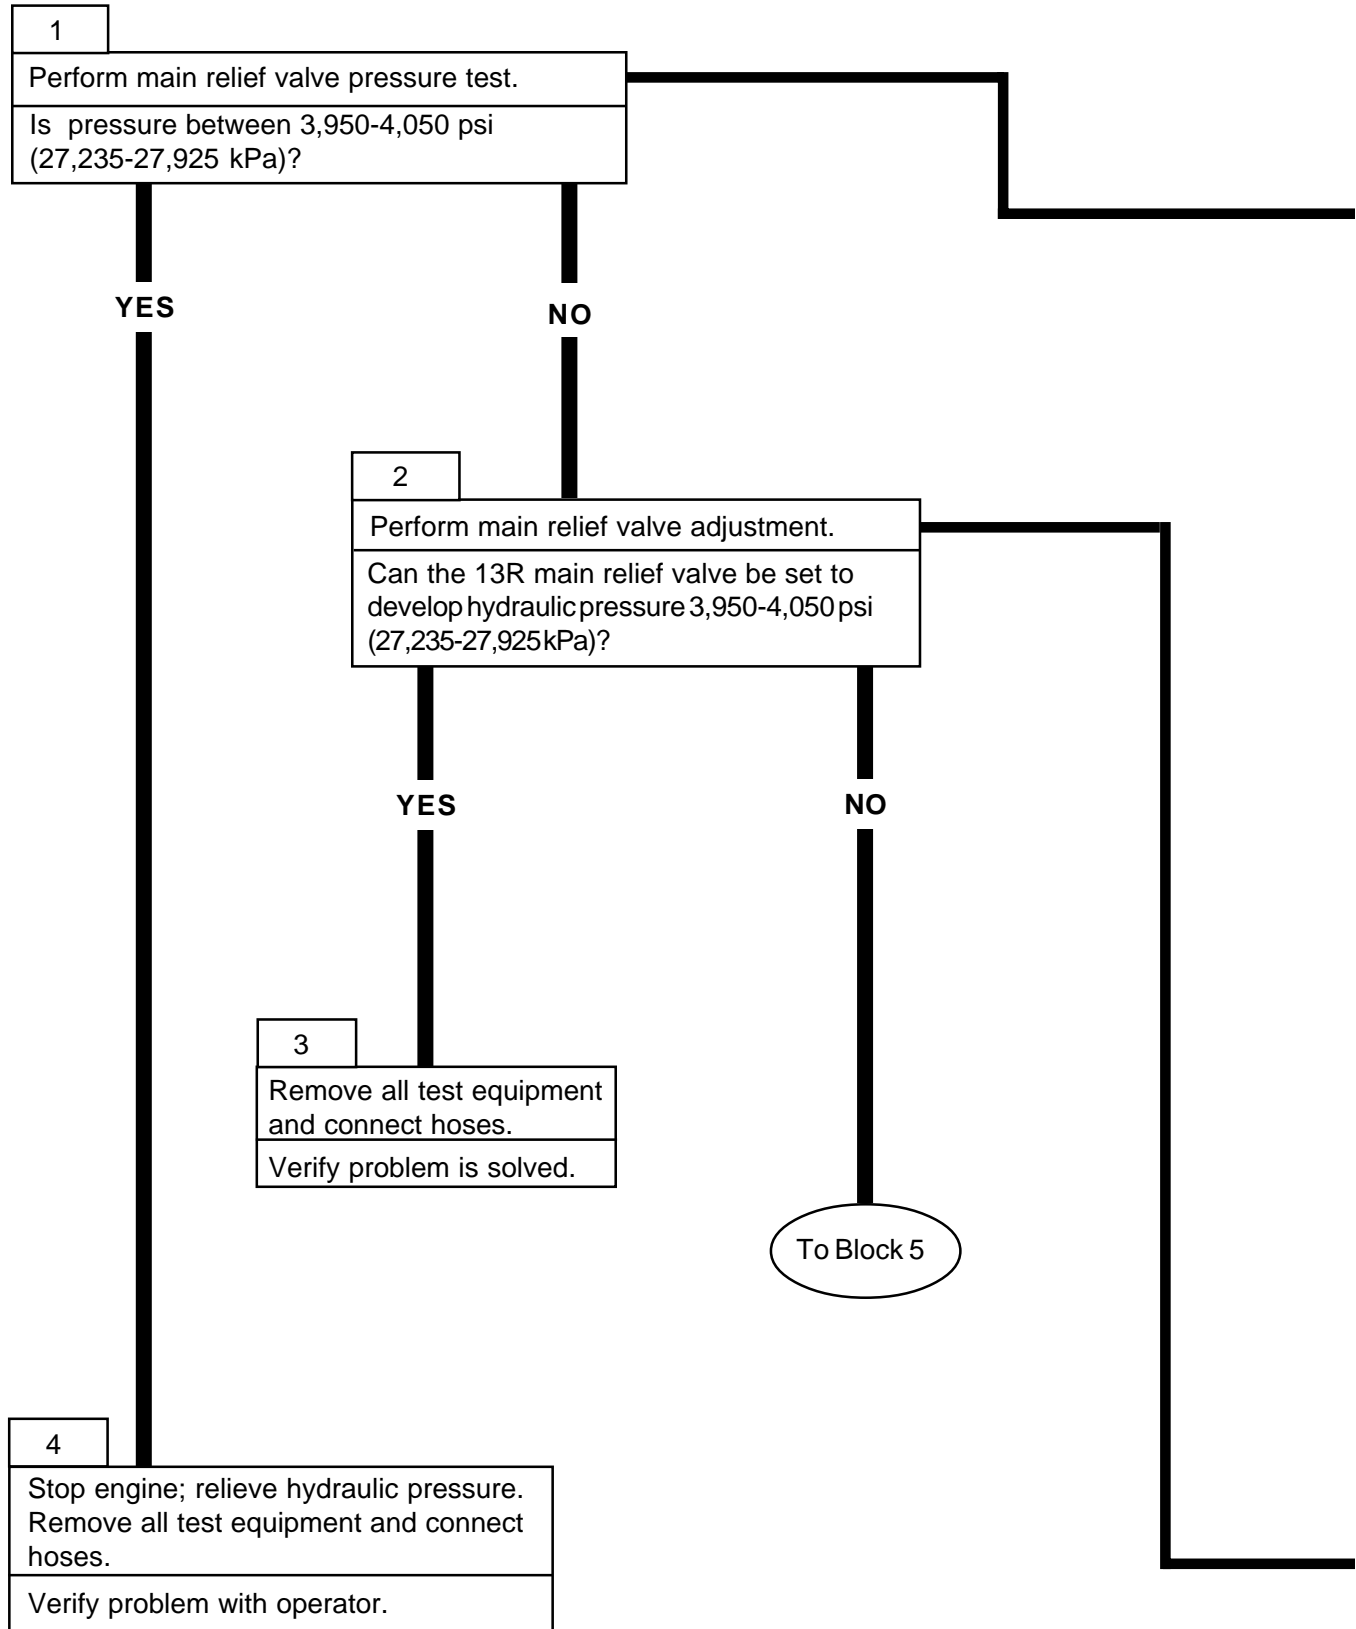 1
Perform main relief valve pressure test.
Is pressure between 3,950-4,050 psi
(27,235-27,925 kPa)?
YES
NO
2
Perform main relief valve adjustment.
Can the 13R main relief valve be set to
develop hydraulic pressure 3,950-4,050 psi
(27,235-27,925 kPa)?
YES
NO
3
Remove all test equipment
and connect hoses.
Verify problem is solved.
To Block 5
4
Stop engine; relieve hydraulic pressure.
Remove all test equipment and connect
hoses.
Verify problem with operator.